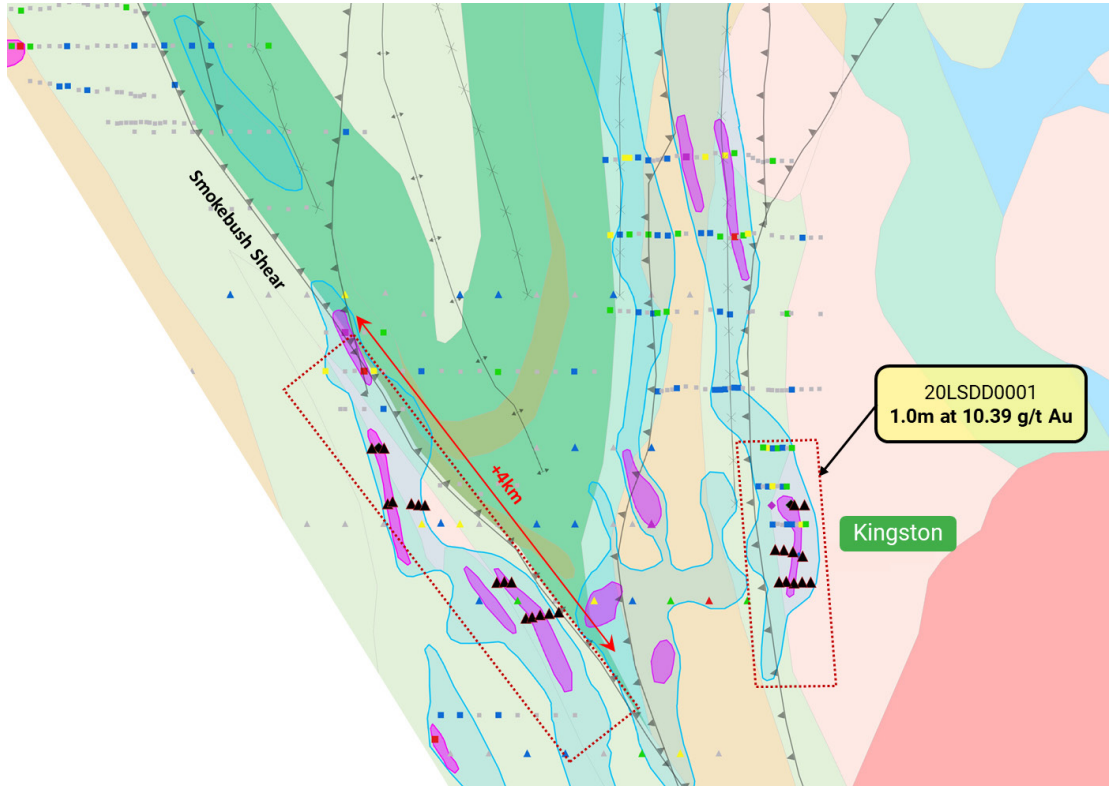 Smokebush Shear
+4km
20LSDD0001
1.0m at 10.39 g/t Au
Kingston